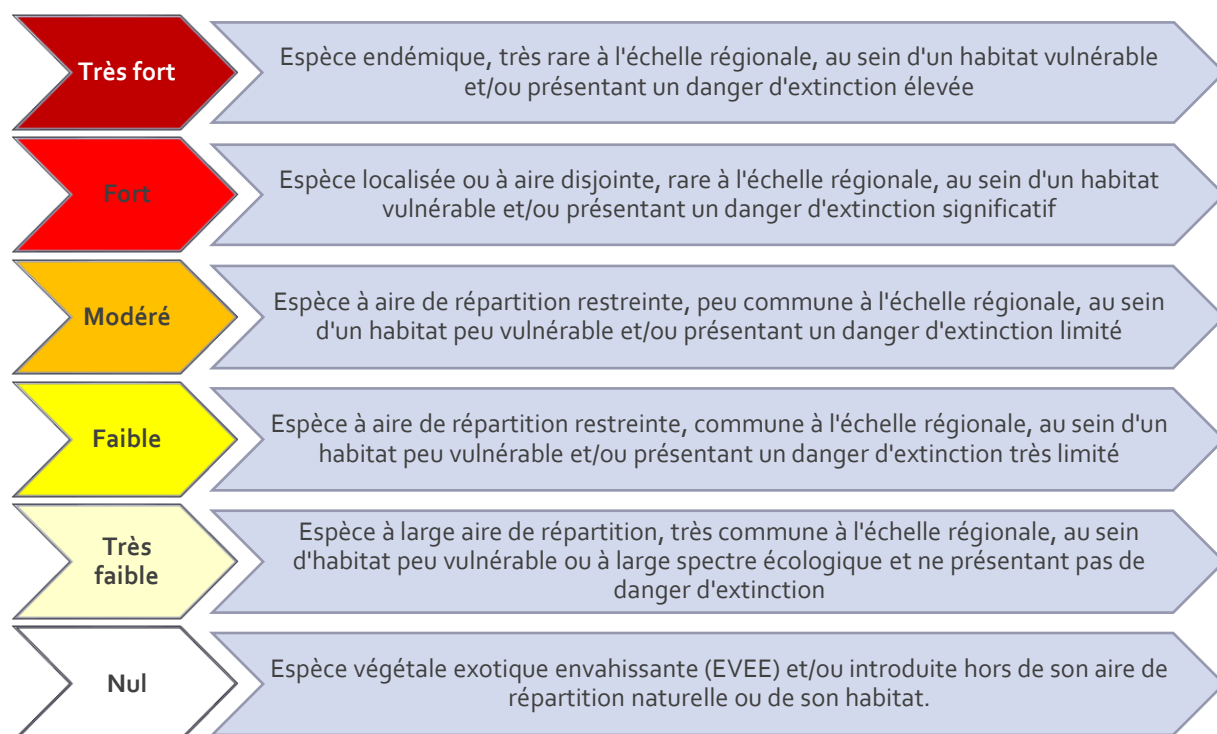 Très fort
Espèce endémique, très rare à l'échelle régionale, au sein d'un habitat vulnérable
et/ou présentant un danger d'extinction élevée
Fort
Espèce localisée ou à aire disjointe, rare à l'échelle régionale, au sein d'un habitat
vulnérable et/ou présentant un danger d'extinction significatif
Modéré
Espèce à aire de répartition restreinte, peu commune à l'échelle régionale, au sein
d'un habitat peu vulnérable et/ou présentant un danger d'extinction limité
Faible
Espèce à aire de répartition restreinte, commune à l'échelle régionale, au sein d'un
habitat peu vulnérable et/ou présentant un danger d'extinction très limité
Très
faible
Espèce à large aire de répartition, très commune à l'échelle régionale, au sein
d'habitat peu vulnérable ou à large spectre écologique et ne présentant pas de
danger d'extinction
Nul
Espèce végétale exotique envahissante (EVEE) et/ou introduite hors de son aire de
répartition naturelle ou de son habitat.